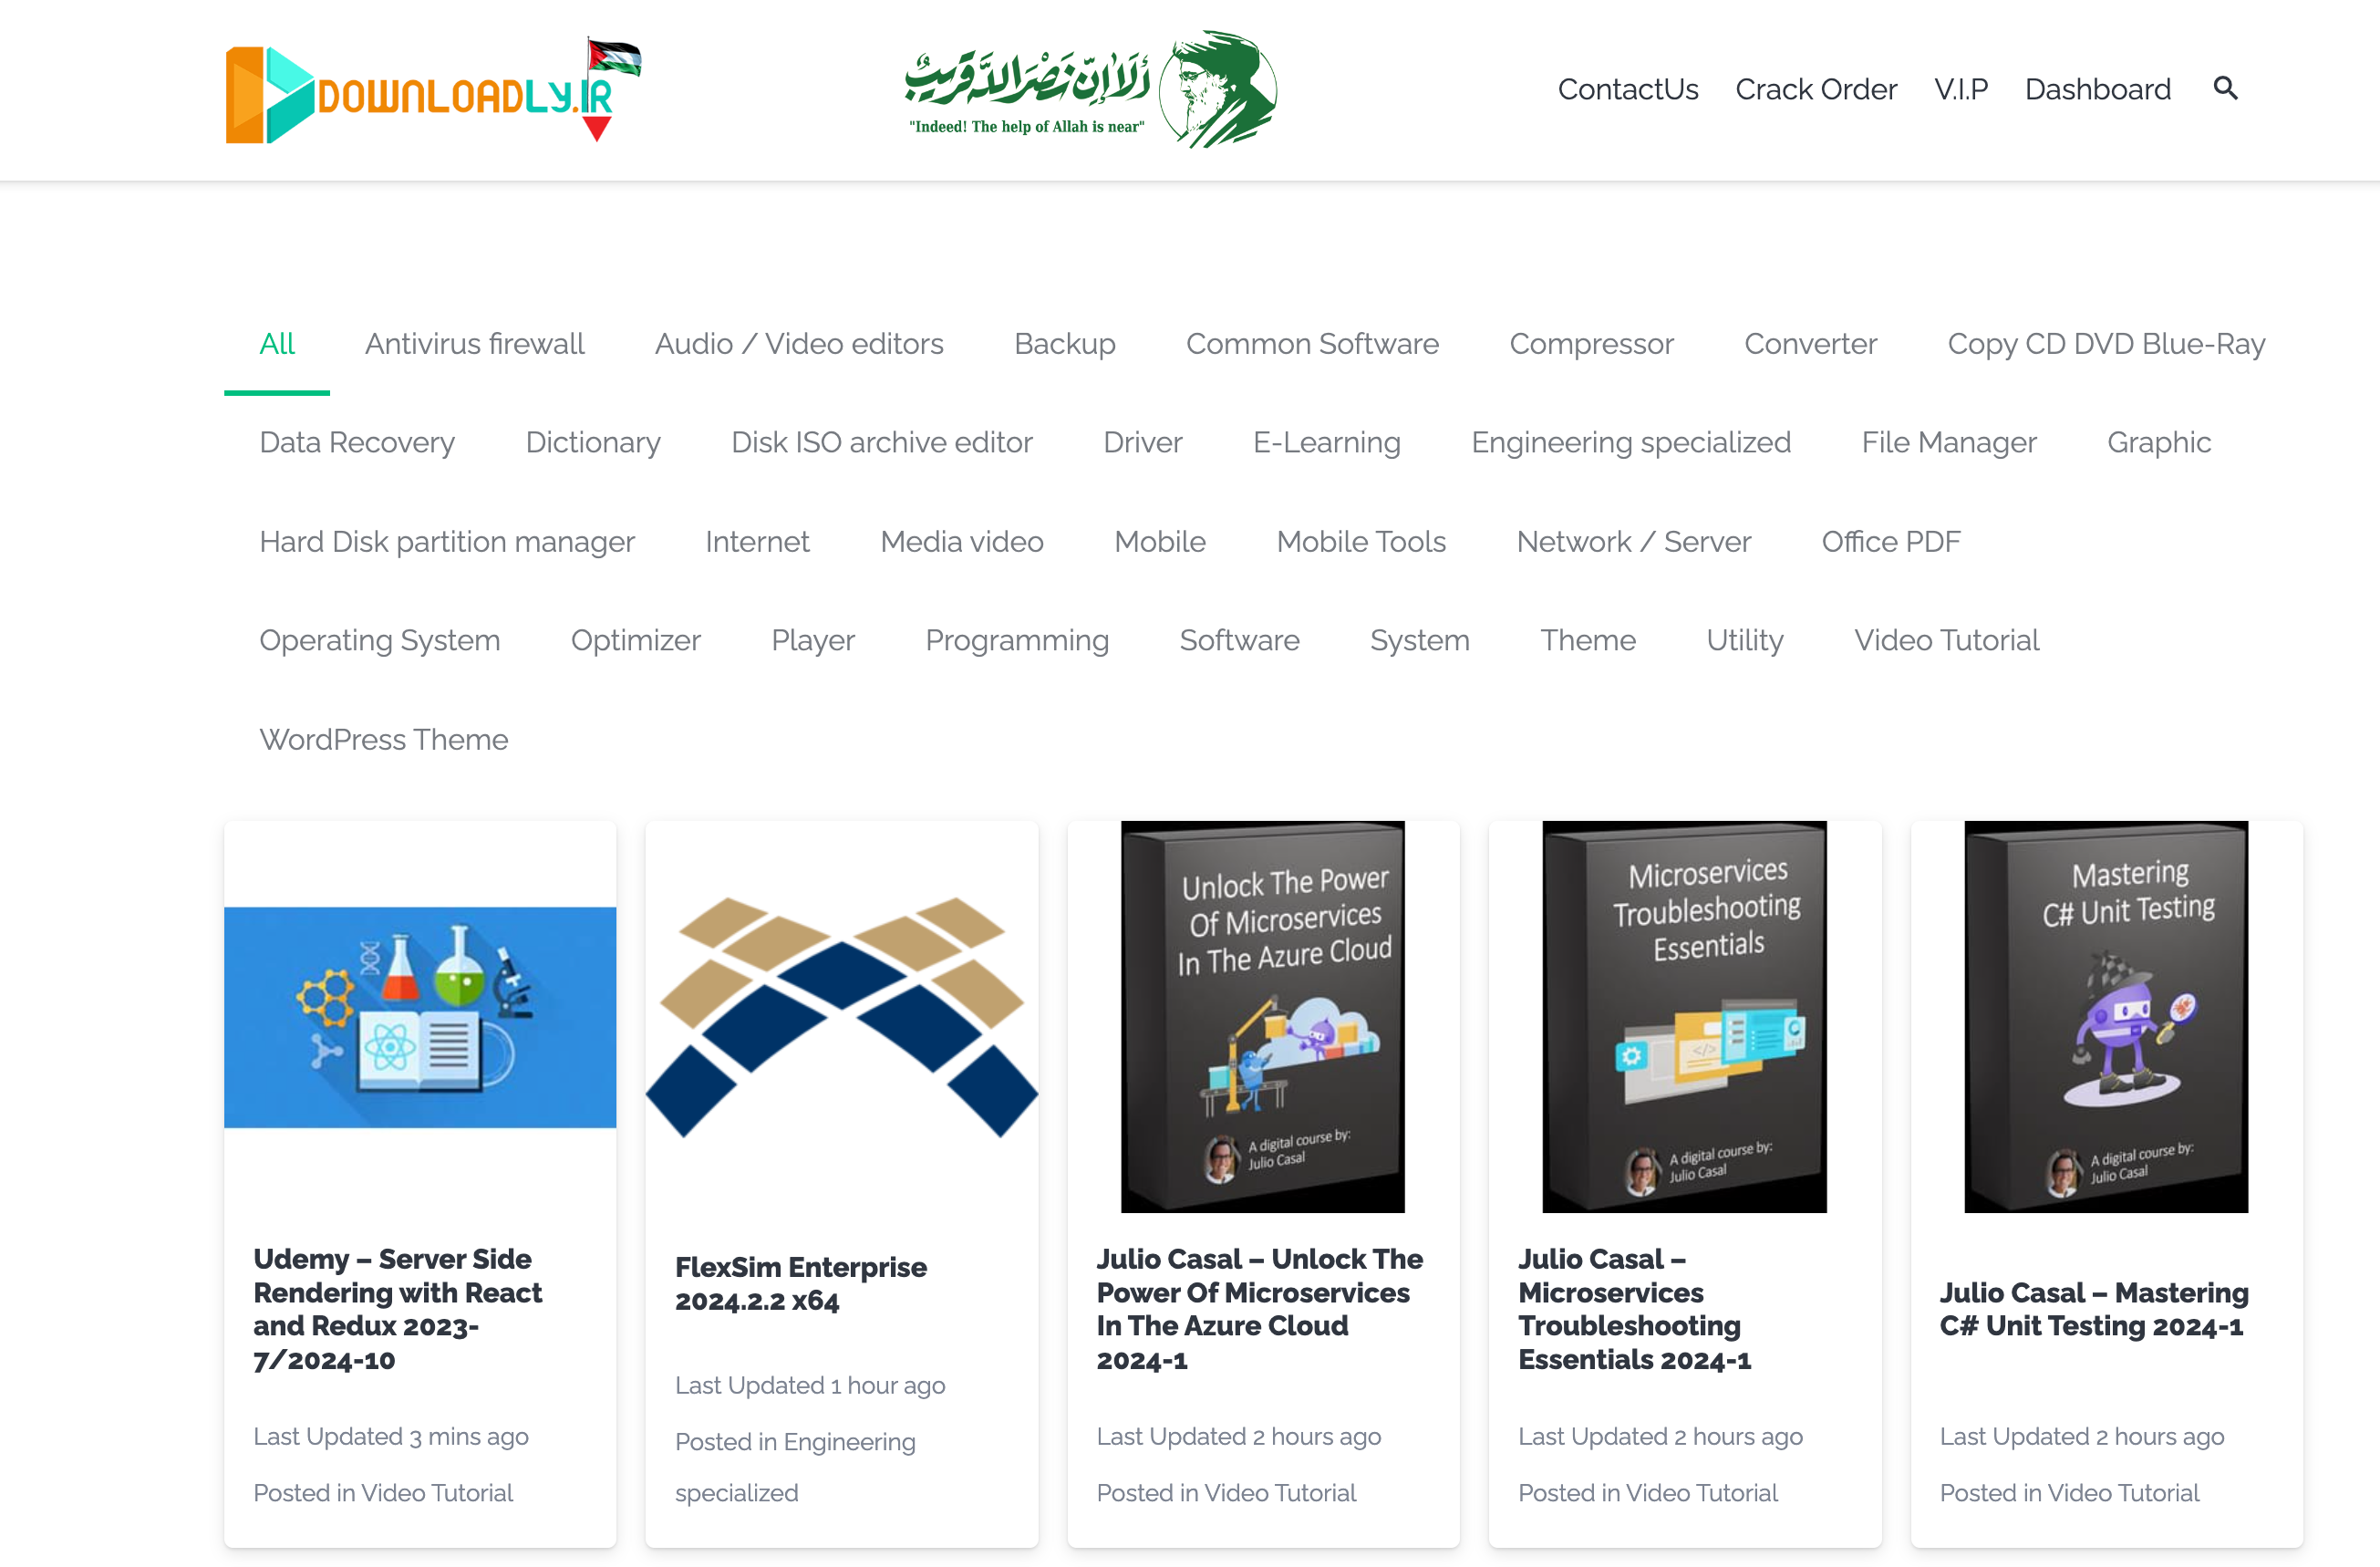 DOWNLOADLY.IR
أَلَا إِنَّ نَصْرَ اللَّهِ قَرِيبٌ
"Indeed! The help of Allah is near"
ContactUs Crack Order V.I.P Dashboard
All Antivirus firewall Audio / Video editors Backup Common Software Compressor Converter Copy CD DVD Blue-Ray
Data Recovery Dictionary Disk ISO archive editor Driver E-Learning Engineering specialized File Manager Graphic
Hard Disk partition manager Internet Media video Mobile Mobile Tools Network / Server Office PDF
Operating System Optimizer Player Programming Software System Theme Utility Video Tutorial
WordPress Theme
Udemy – Server Side
Rendering with React
and Redux 2023-
7/2024-10
Last Updated 3 mins ago
Posted in Video Tutorial
FlexSim Enterprise
2024.2.2 x64
Last Updated 1 hour ago
Posted in Engineering
specialized
Unlock The Power
Of Microservices
In The Azure Cloud
A digital course by:
Julio Casal
Julio Casal – Unlock The
Power Of Microservices
In The Azure Cloud
2024-1
Last Updated 2 hours ago
Posted in Video Tutorial
Microservices
Troubleshooting
Essentials
</>
A digital course by:
Julio Casal
Julio Casal –
Microservices
Troubleshooting
Essentials 2024-1
Last Updated 2 hours ago
Posted in Video Tutorial
Mastering
C# Unit Testing
A digital course by:
Julio Casal
Julio Casal – Mastering
C# Unit Testing 2024-1
Last Updated 2 hours ago
Posted in Video Tutorial